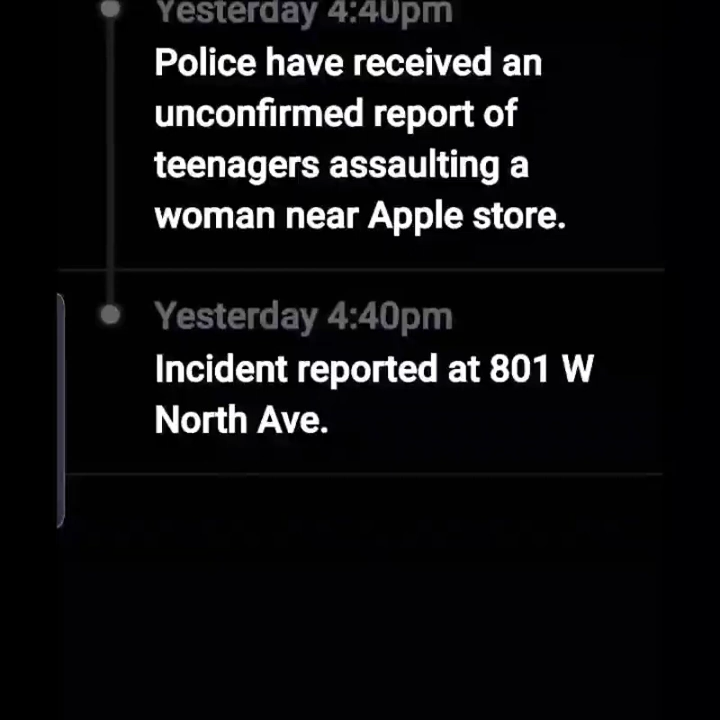 Yesterday 4:40pm
Police have received an
unconfirmed report of
teenagers assaulting a
woman near Apple store.
Yesterday 4:40pm
Incident reported at 801 W
North Ave.